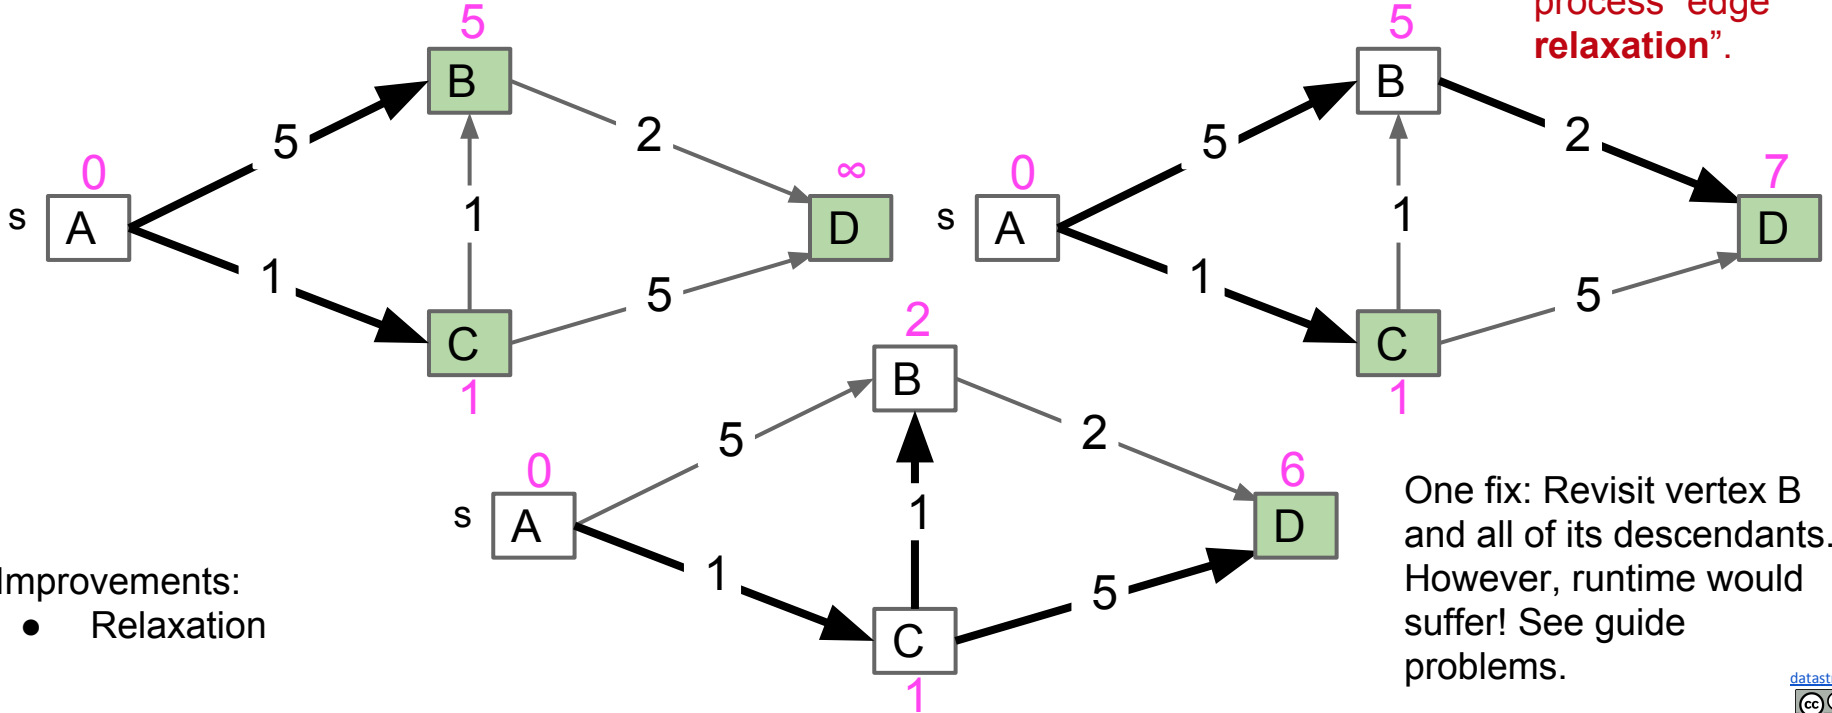 process "edge
relaxation”.
5
B
5
2
0
∞
s
A
1
D
1
5
C
1
5
B
5
2
0
7
s
A
1
D
1
5
C
1
2
B
5
2
0
6
s
A
1
D
1
5
C
1
One fix: Revisit vertex B
and all of its descendants.
However, runtime would
suffer! See guide
problems.
Improvements:
● Relaxation
datast
cc